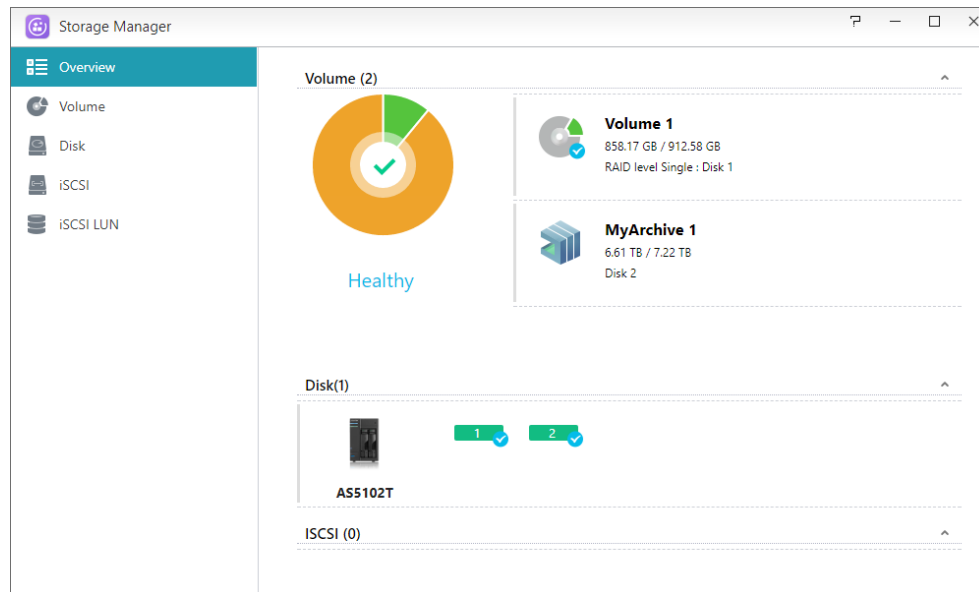 Storage Manager
Overview
Volume
Disk
iSCSI
iSCSI LUN
Volume (2)
Healthy
Volume 1
858.17 GB / 912.58 GB
RAID level Single : Disk 1
MyArchive 1
6.61 TB / 7.22 TB
Disk 2
Disk(1)
1 2
AS5102T
ISCSI (0)